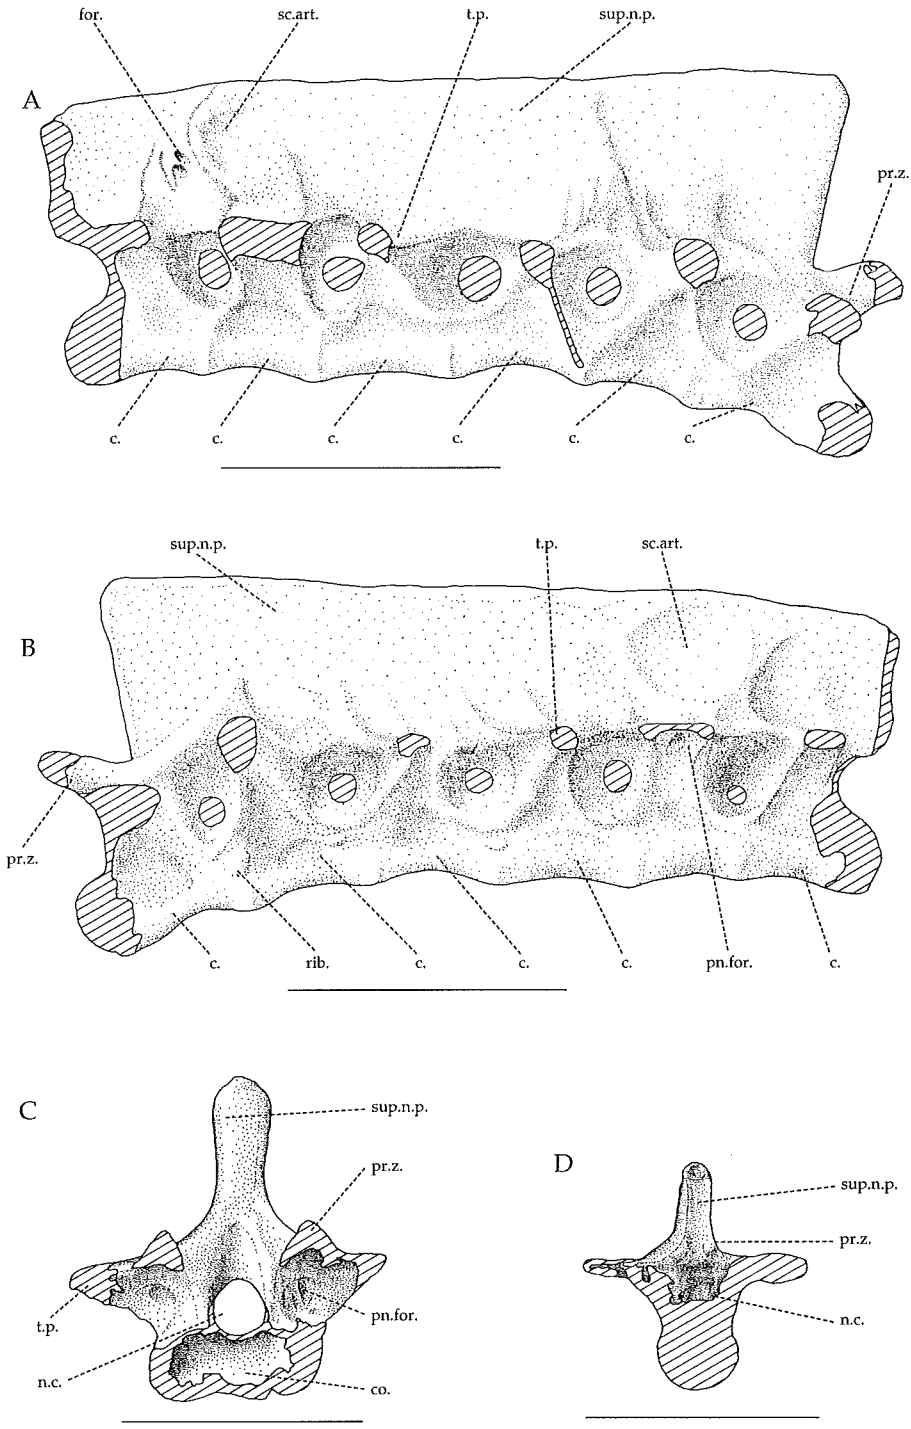 for. sc.art. t.p. sup.n.p.
A
pr.z.
c. c. c. c. c. c.
sup.n.p. t.p. sc.art.
B
pr.z.
c. rib. c. c. c. pn.for. c.
C
sup.n.p.
pr.z.
t.p.
pn.for.
n.c.
co.
D
sup.n.p.
pr.z.
n.c.